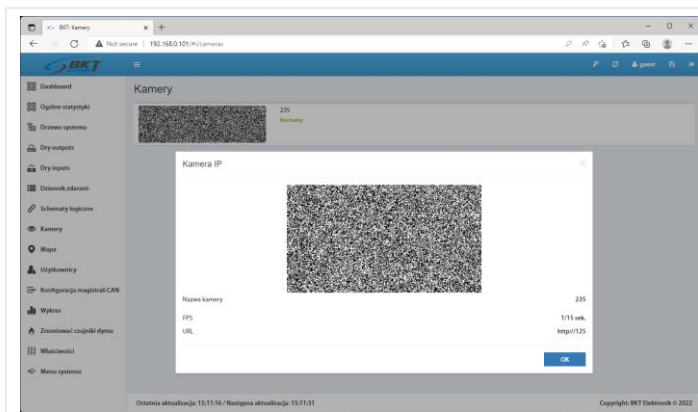 BKT: Kamery
Not secure | 192.168.0.101/#!/cameras
BKT
guest
Dashboard
Ogólne statystyki
Drzewo systemu
Dry outputs
Dry inputs
Dziennik zdarzeń
Schematy logiczne
Kamery
Mapa
Użytkownicy
Konfiguracja magistrali CAN
Wykres
Zresetować czujniki dymu
Właściwości
Menu systemu
Kamery
235
Normalny
Kamera IP
Nazwa kamery 235
FPS 1/15 sek.
URL http://125
OK
Ostatnia aktualizacja: 15:11:16 / Następna aktualizacja: 15:11:31
Copyright: BKT Elektronik © 2022